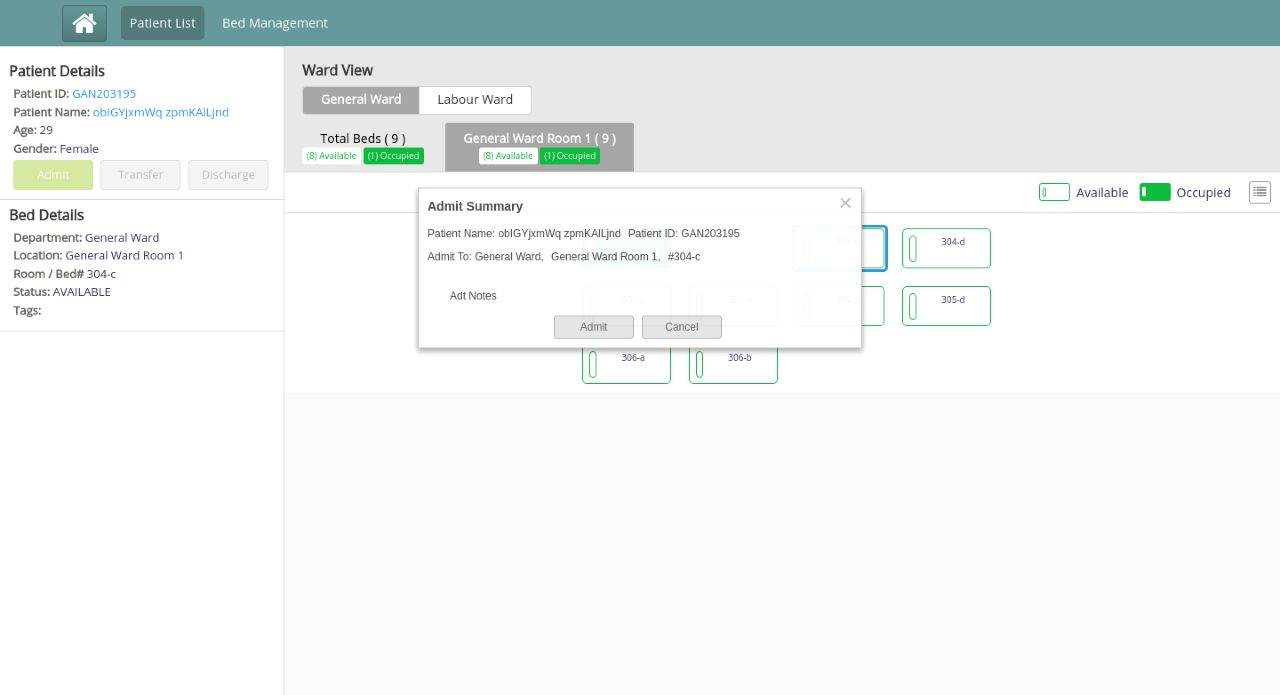 Patient List
Bed Management
Patient Details
Patient ID: GAN203195
Patient Name: obIGYjxmWq zpmKAlLjnd
Age: 29
Gender: Female
Admit
Transfer
Discharge
Bed Details
Department: General Ward
Location: General Ward Room 1
Room / Bed# 304-c
Status: AVAILABLE
Tags:
Ward View
General Ward
Labour Ward
Total Beds ( 9 )
(8) Available
(1) Occupied
General Ward Room 1 ( 9 )
(8) Available
(1) Occupied
Available
Occupied
Admit Summary
Patient Name: obIGYjxmWq zpmKAlLjnd Patient ID: GAN203195
Admit To: General Ward, General Ward Room 1, #304-c
Adt Notes
Admit
Cancel
304-d
305-d
306-a
306-b